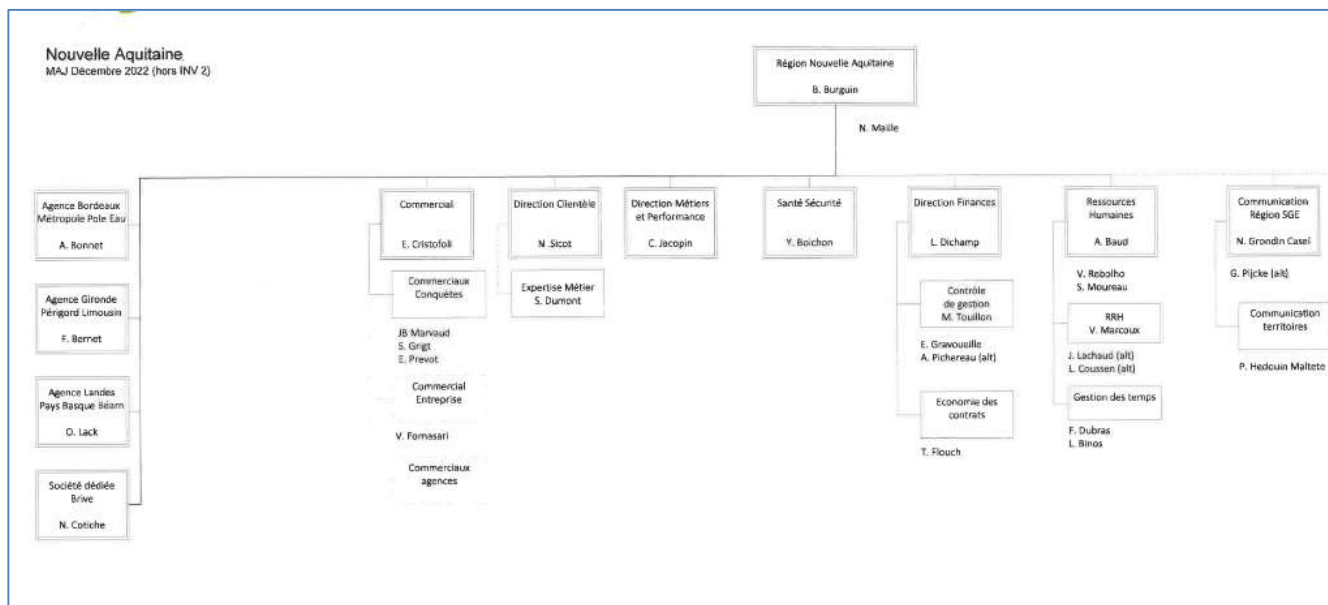 Nouvelle Aquitaine
MAJ Décembre 2022 (hors INV 2)
Région Nouvelle Aquitaine
B. Burguin
N. Maille
Agence Bordeaux
Métropole Pole Eau
A. Bonnet
Agence Gironde
Périgord Limousin
F. Bernet
Agence Landes
Pays Basque Béarn
O. Lack
Société dédiée
Brive
N. Cotiche
Commercial
E. Cristofoli
Commerciaux
Conquètes
JB Marvaud
S. Grigt
E. Prevot
Commercial
Entreprise
V. Fornasari
Commerciaux
agences
Direction Clientèle
N .Sicot
Expertise Métier
S. Dumont
Direction Métiers
et Performance
C. Jacopin
Santé Sécurité
Y. Boichon
Direction Finances
L. Dichamp
Contrôle
de gestion
M. Touillon
E. Gravouille
A. Pichereau (alt)
Economie des
contrats
T. Flouch
Ressources
Humaines
A. Baud
V. Rebolho
S. Moureau
RRH
V. Marcoux
J. Lachaud (alt)
L. Coussen (alt)
Gestion des temps
F. Dubras
L. Binos
Communication
Région SGE
N. Grondin Casel
G. Pijcke (alt)
Communication
territoires
P. Hedouin Maltete